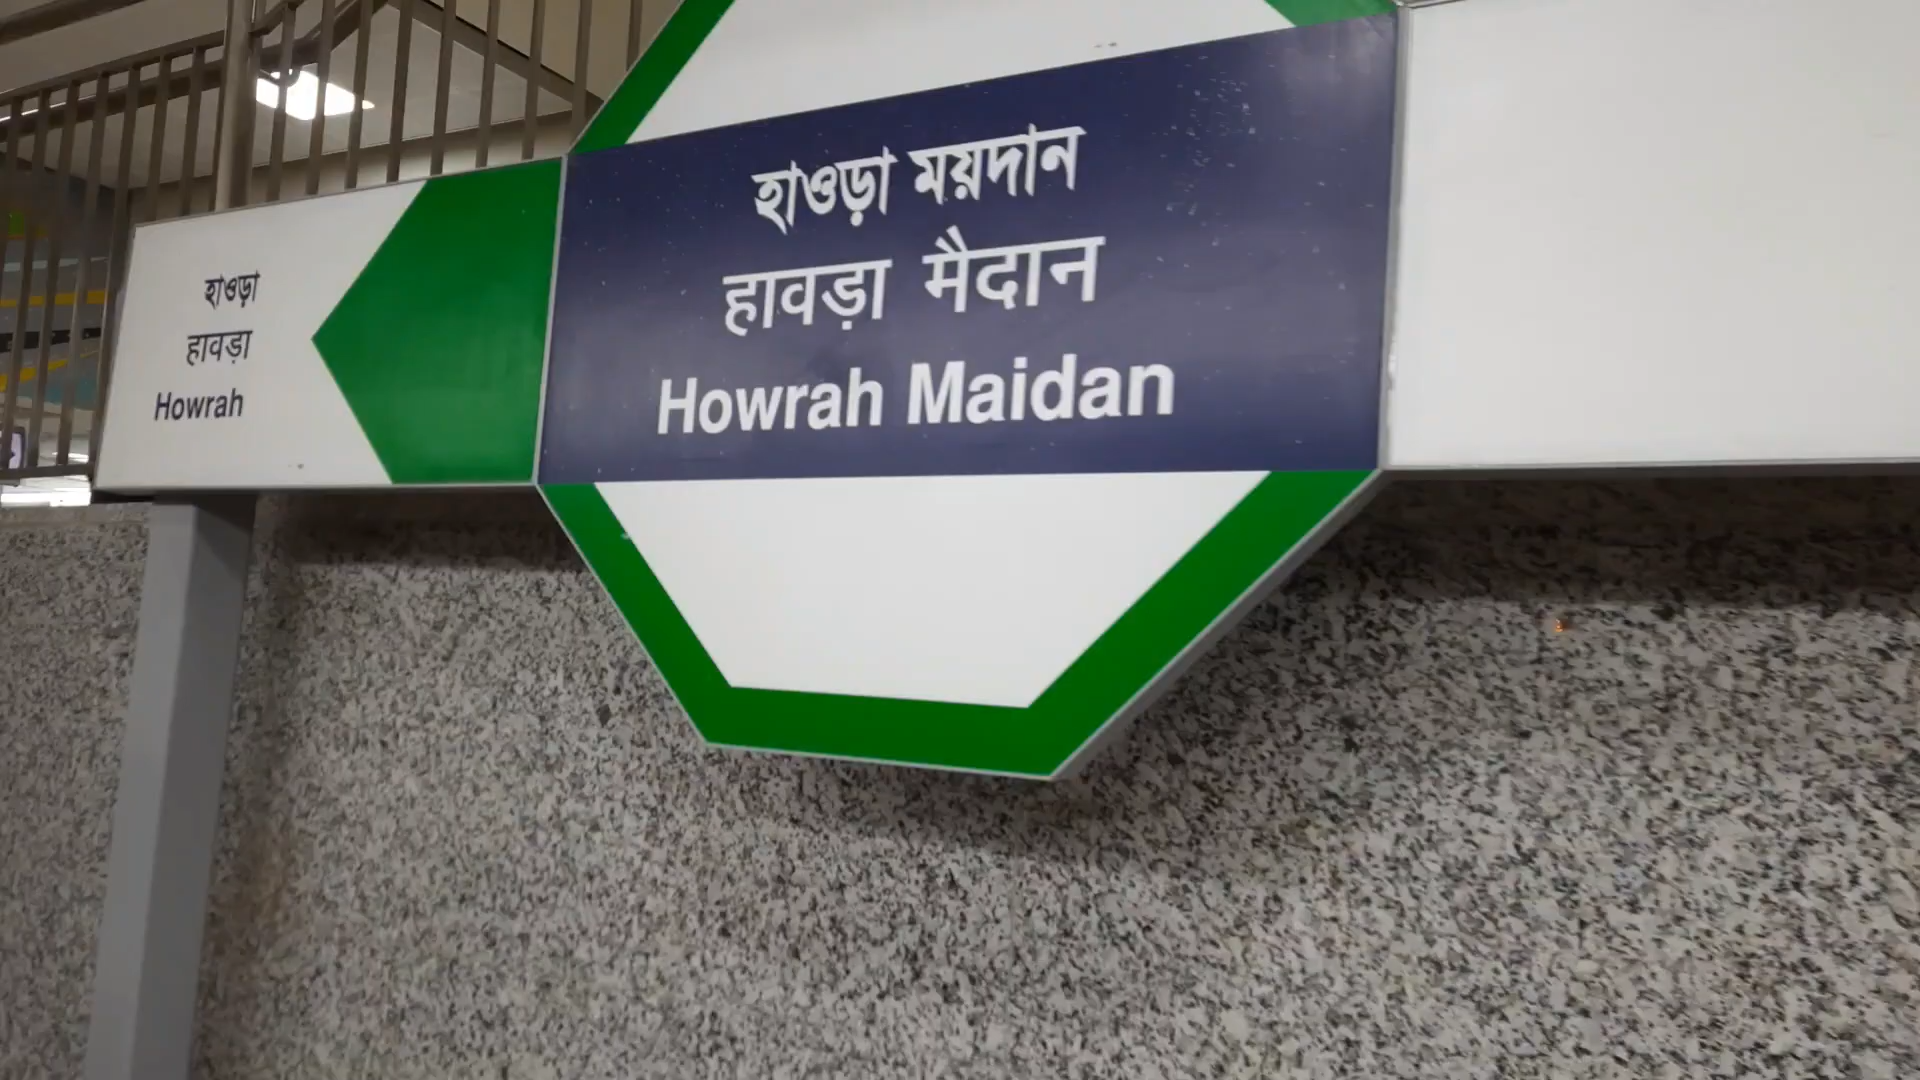 হাওড়া
हावड़ा
Howrah
হাওড়া ময়দান
हावड़ा मैदान
Howrah Maidan